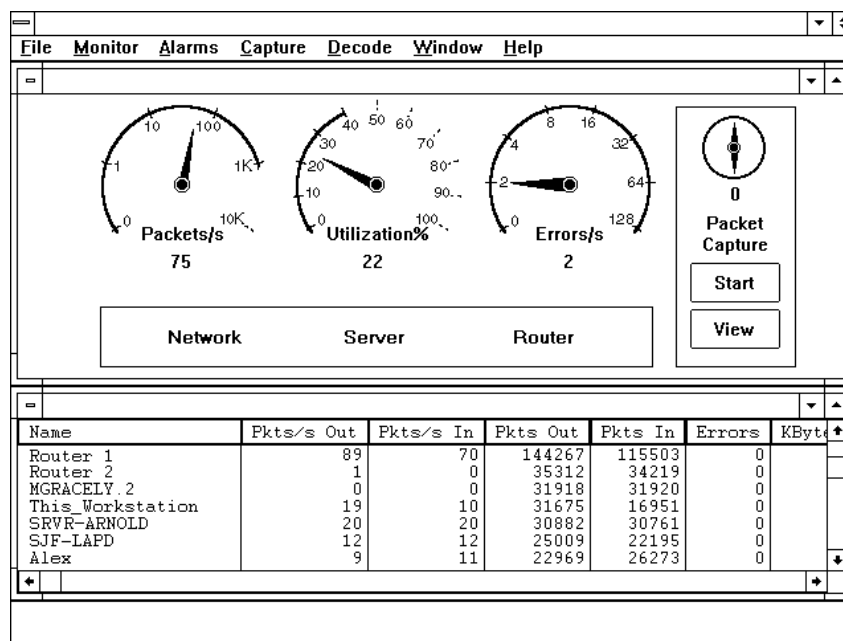 File Monitor Alarms Capture Decode Window Help
0 1 10 100 1K 10K
Packets/s
75
0 10 20 30 40 50 60 70 80 90 100
Utilization%
22
0 2 4 8 16 32 64 128
Errors/s
2
0
Packet
Capture
Start
View
Network Server Router
Name Pkts/s Out Pkts/s In Pkts Out Pkts In Errors KByte
Router 1 89 70 144267 115503 0
Router 2 1 0 35312 34219 0
MGRACELY.2 0 0 31918 31920 0
This_Workstation 19 10 31675 16951 0
SRVR-ARNOLD 20 20 30882 30761 0
SJF-LAPD 12 12 25009 22195 0
Alex 9 11 22969 26273 0